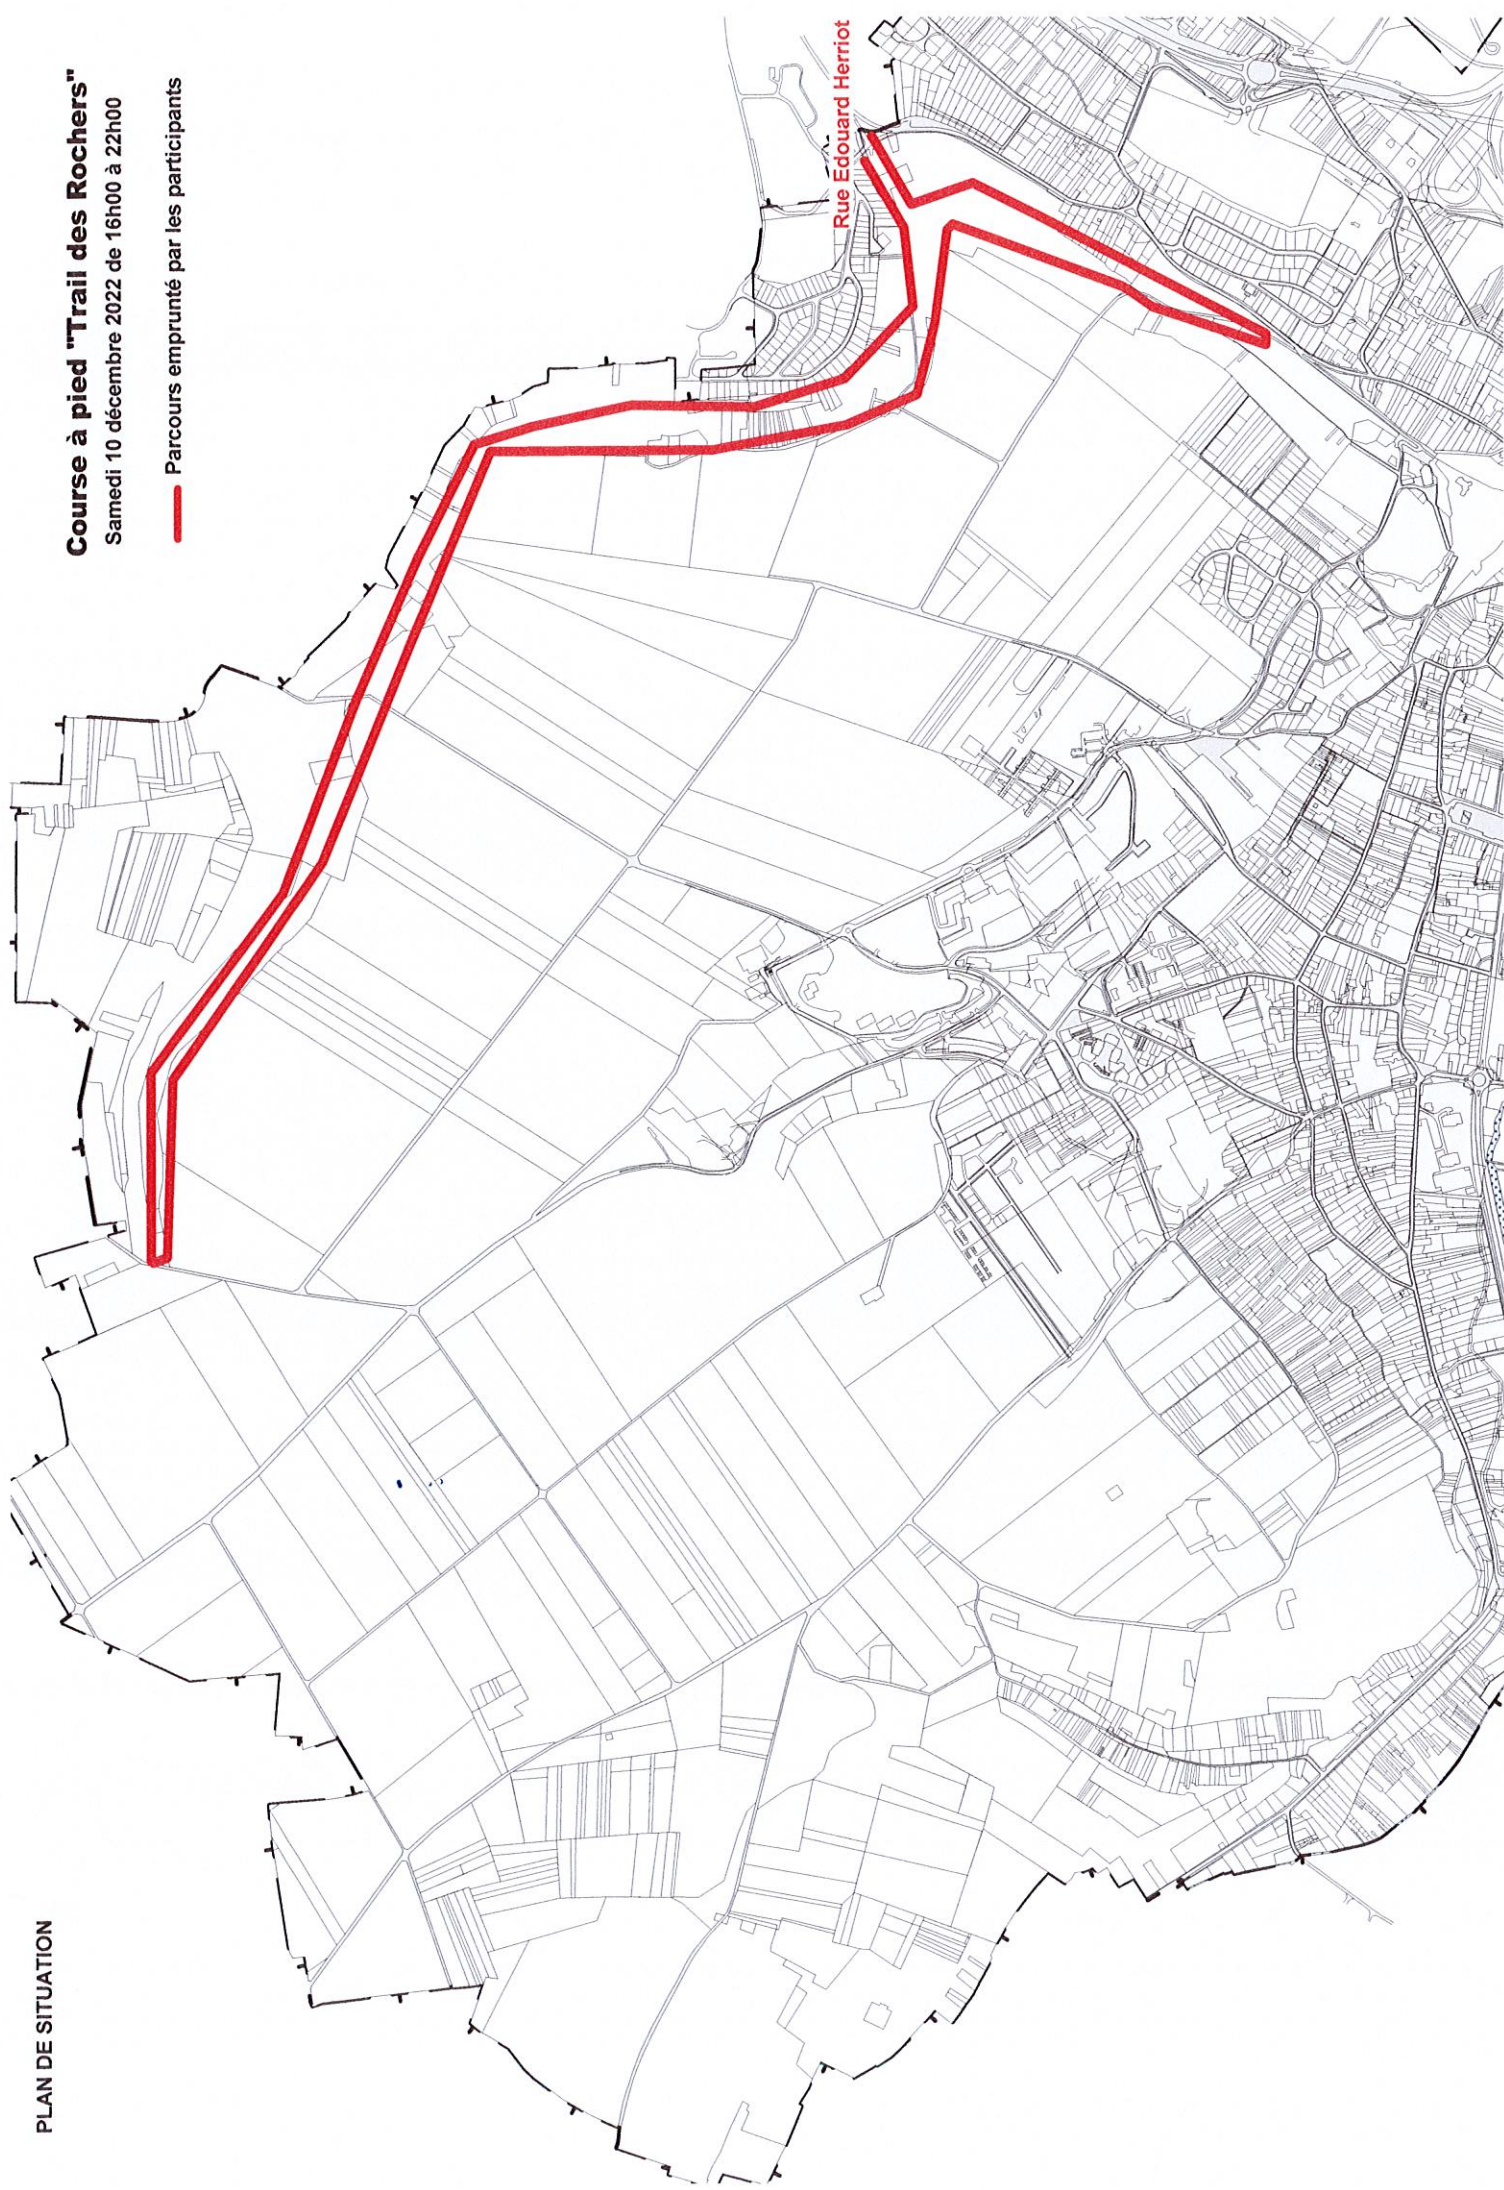 PLAN DE SITUATION
Course à pied "Trail des Rochers"
Samedi 10 décembre 2022 de 16h00 à 22h00
Parcours emprunté par les participants
Rue Edouard Herriot